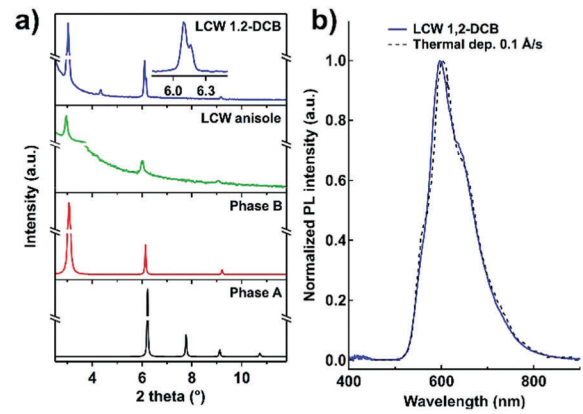 a)
LCW 1.2-DCB
6.0 6.3
LCW anisole
Phase B
Phase A
Intensity (a.u.)
4 6 8 10
2 theta (°)
b)
LCW 1,2-DCB
Thermal dep. 0.1 Å/s
Normalized PL intensity (a.u.)
1.0
0.8
0.6
0.4
0.2
0.0
400 600 800
Wavelength (nm)